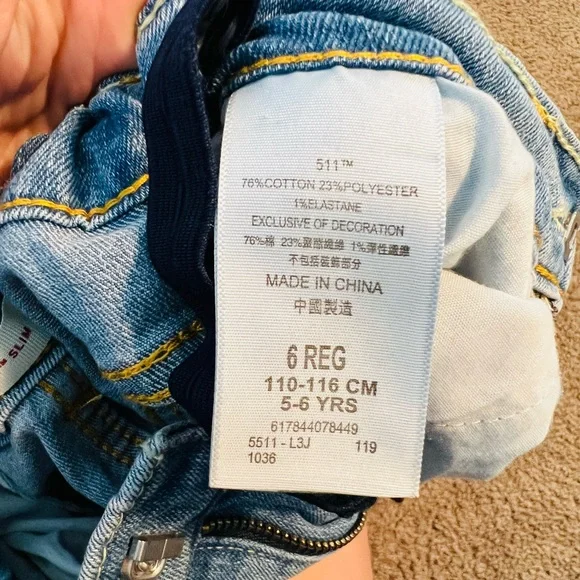 511™
76%COTTON 23%POLYESTER
1%ELASTANE
EXCLUSIVE OF DECORATION
76%棉 23%聚酯纖維 1%彈性纖維
不包括裝飾部分
MADE IN CHINA
中國製造
6 REG
110-116 CM
5-6 YRS
617844078449
5511 - L3J 119
1036
SLIM